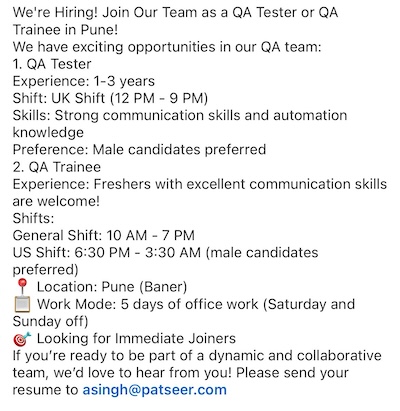 We're Hiring! Join Our Team as a QA Tester or QA
Trainee in Pune!
We have exciting opportunities in our QA team:
1. QA Tester
Experience: 1-3 years
Shift: UK Shift (12 PM - 9 PM)
Skills: Strong communication skills and automation
knowledge
Preference: Male candidates preferred
2. QA Trainee
Experience: Freshers with excellent communication skills
are welcome!
Shifts:
General Shift: 10 AM - 7 PM
US Shift: 6:30 PM - 3:30 AM (male candidates
preferred)
📍 Location: Pune (Baner)
📋 Work Mode: 5 days of office work (Saturday and
Sunday off)
🎯 Looking for Immediate Joiners
If you're ready to be part of a dynamic and collaborative
team, we'd love to hear from you! Please send your
resume to asingh@patseer.com